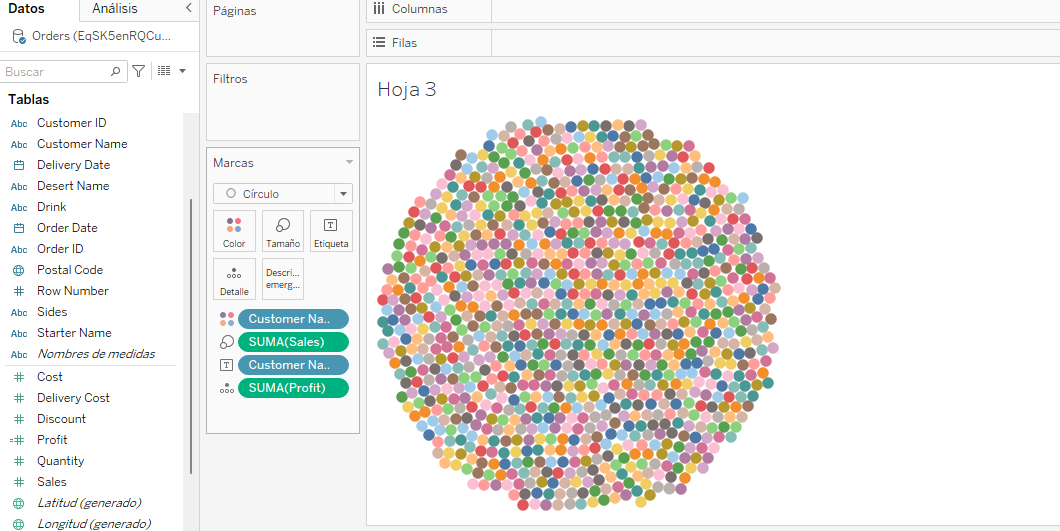 Datos
Análisis
Orders (EqSK5enRQCu...
Buscar
Tablas
Abc Customer ID
Abc Customer Name
Delivery Date
Abc Desert Name
Abc Drink
Order Date
Abc Order ID
Postal Code
Row Number
Abc Sides
Abc Starter Name
Abc Nombres de medidas
Cost
Delivery Cost
Discount
Profit
Quantity
Sales
Latitud (generado)
Longitud (generado)
Páginas
Filtros
Marcas
Círculo
Color
Tamaño
Etiqueta
Detalle
Descri...
emerg...
Customer Na..
SUMA(Sales)
Customer Na..
SUMA(Profit)
Columnas
Filas
Hoja 3